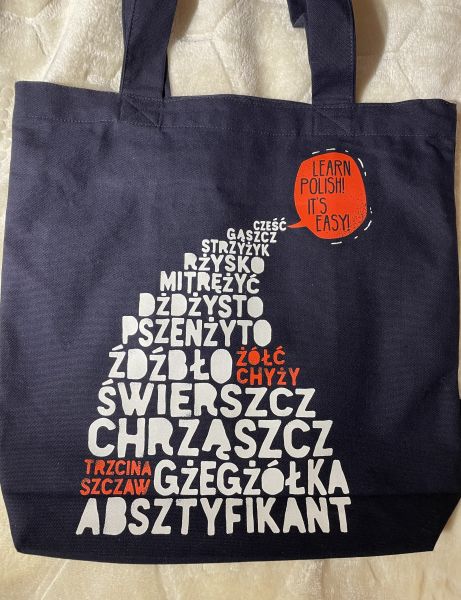 LEARN
POLISH!
IT'S
EASY!
CZEŚĆ
GĄSZCZ
STRZYŻYK
RŻYSKO
MITRĘŻYĆ
DŻDŻYSTO
PSZENŻYTO
ŹDŹBŁO
ŻÓŁĆ
CHYŻY
ŚWIERSZCZ
CHRZĄSZCZ
TRZCINA
SZCZAW
GŻEGŻÓŁKA
ABSZTYFIKANT